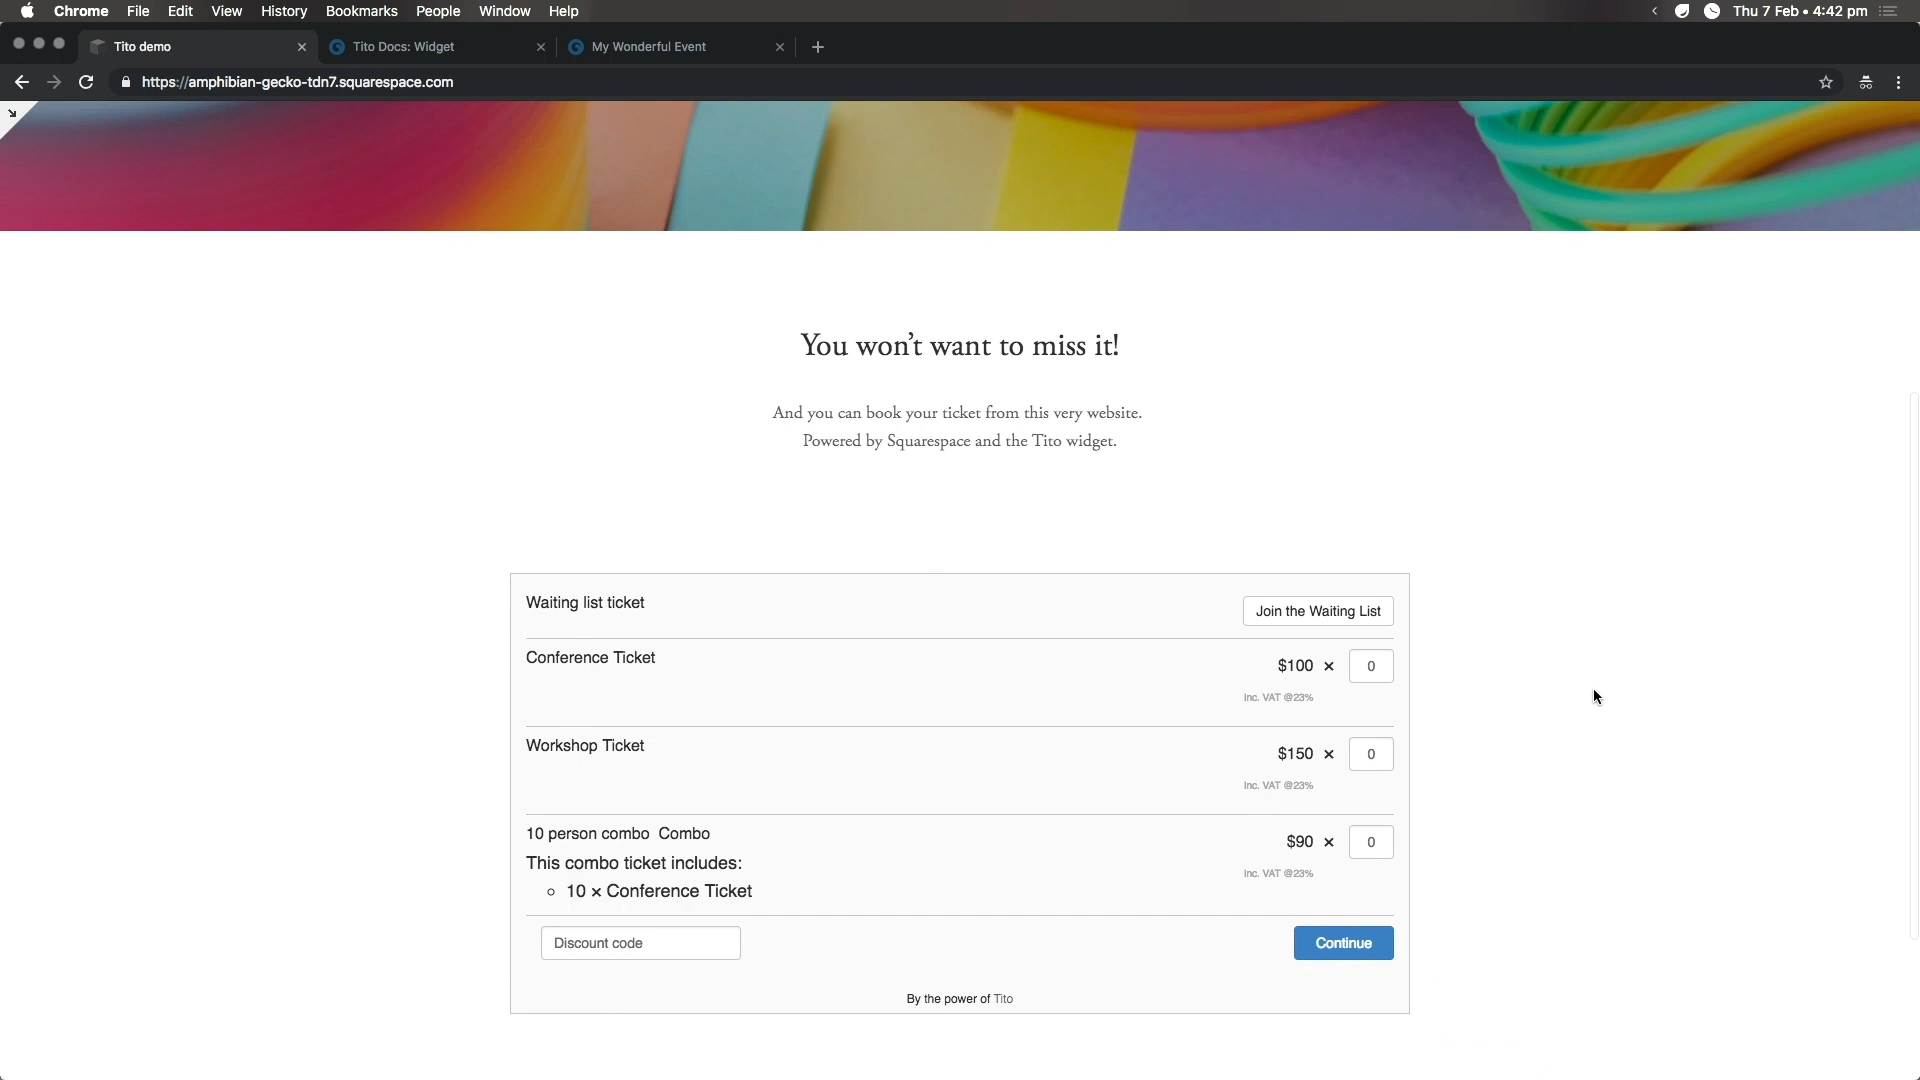 Chrome File Edit View History Bookmarks People Window Help
Thu 7 Feb • 4:42 pm
Tito demo
Tito Docs: Widget
My Wonderful Event
https://amphibian-gecko-tdn7.squarespace.com
You won’t want to miss it!
And you can book your ticket from this very website.
Powered by Squarespace and the Tito widget.
Waiting list ticket
Join the Waiting List
Conference Ticket
$100 × 0
Inc. VAT @23%
Workshop Ticket
$150 × 0
Inc. VAT @23%
10 person combo Combo
$90 × 0
This combo ticket includes:
Inc. VAT @23%
10 × Conference Ticket
Discount code
Continue
By the power of Tito